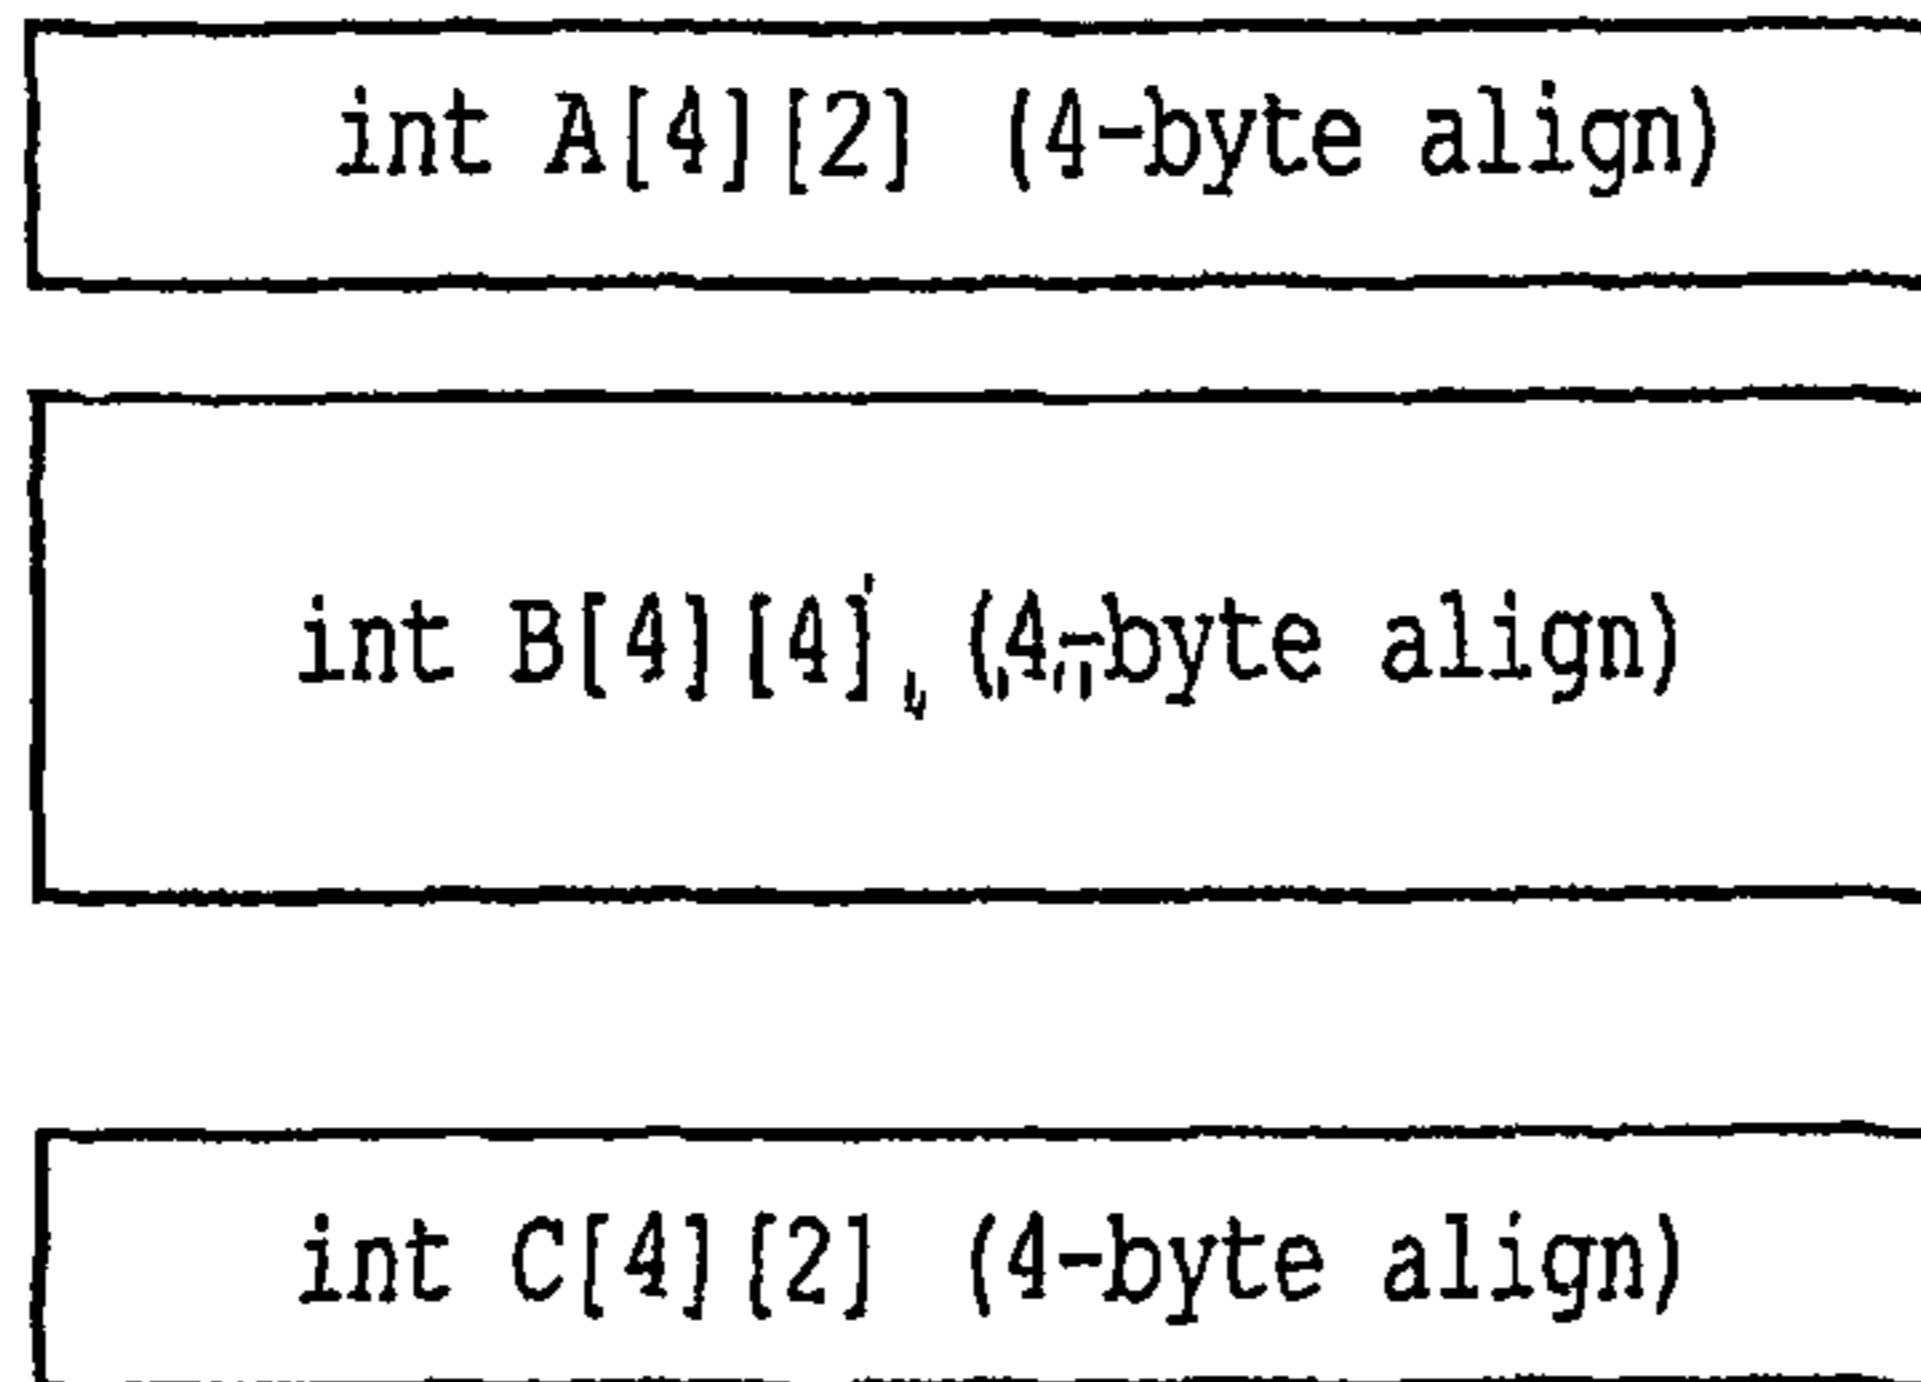 int A[4][2] (4-byte align)
int B[4][4] (4-byte align)
int C[4][2] (4-byte align)